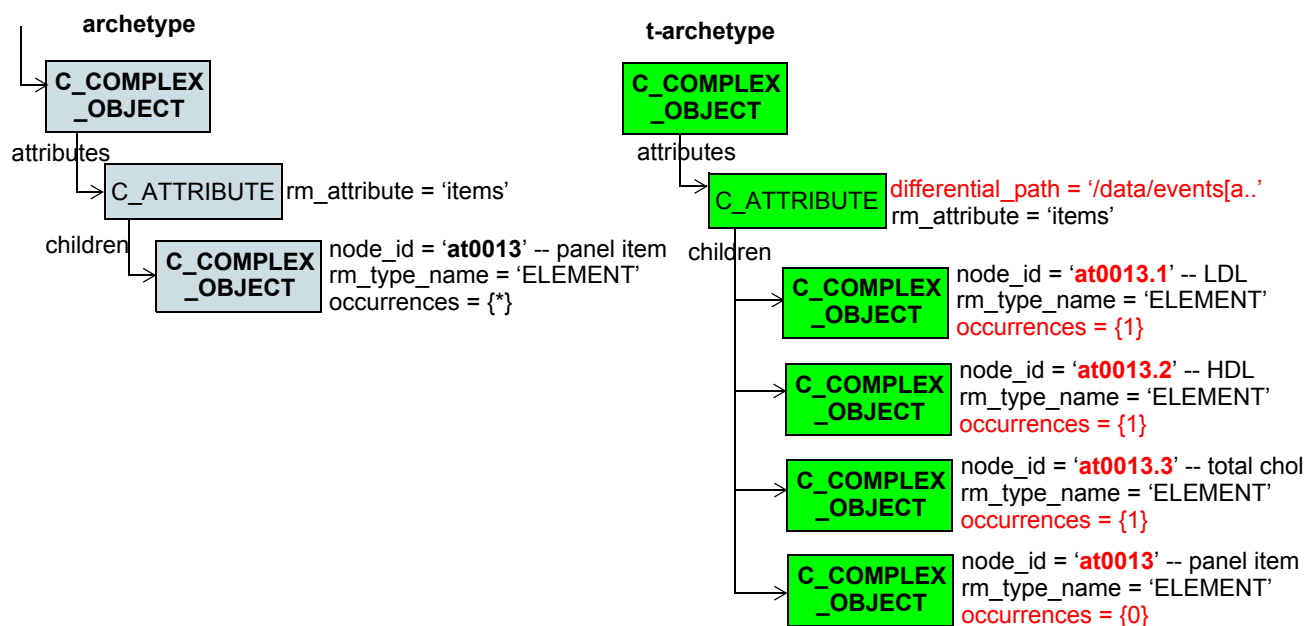 archetype
C_COMPLEX
_OBJECT
attributes
C_ATTRIBUTE
rm_attribute = ‘items’
children
C_COMPLEX
_OBJECT
node_id = ‘at0013’ -- panel item
rm_type_name = ‘ELEMENT’
occurrences = {*}
t-archetype
C_COMPLEX
_OBJECT
attributes
C_ATTRIBUTE
differential_path = ‘/data/events[a..’
rm_attribute = ‘items’
children
C_COMPLEX
_OBJECT
node_id = ‘at0013.1’ -- LDL
rm_type_name = ‘ELEMENT’
occurrences = {1}
C_COMPLEX
_OBJECT
node_id = ‘at0013.2’ -- HDL
rm_type_name = ‘ELEMENT’
occurrences = {1}
C_COMPLEX
_OBJECT
node_id = ‘at0013.3’ -- total chol
rm_type_name = ‘ELEMENT’
occurrences = {1}
C_COMPLEX
_OBJECT
node_id = ‘at0013’ -- panel item
rm_type_name = ‘ELEMENT’
occurrences = {0}